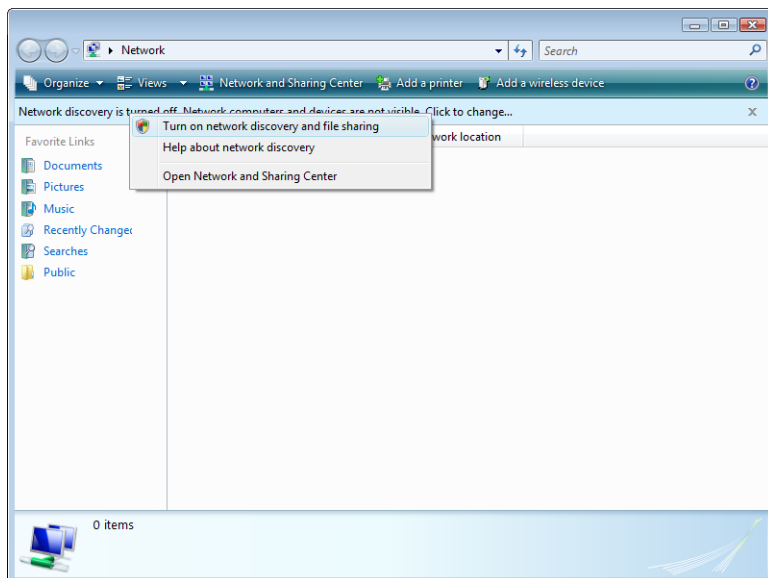 Network
Search
Organize Views Network and Sharing Center Add a printer Add a wireless device
Network discovery is turned off. Network computers and devices are not visible. Click to change...
Turn on network discovery and file sharing
Help about network discovery
Open Network and Sharing Center
work location
Favorite Links
Documents
Pictures
Music
Recently Changed
Searches
Public
0 items